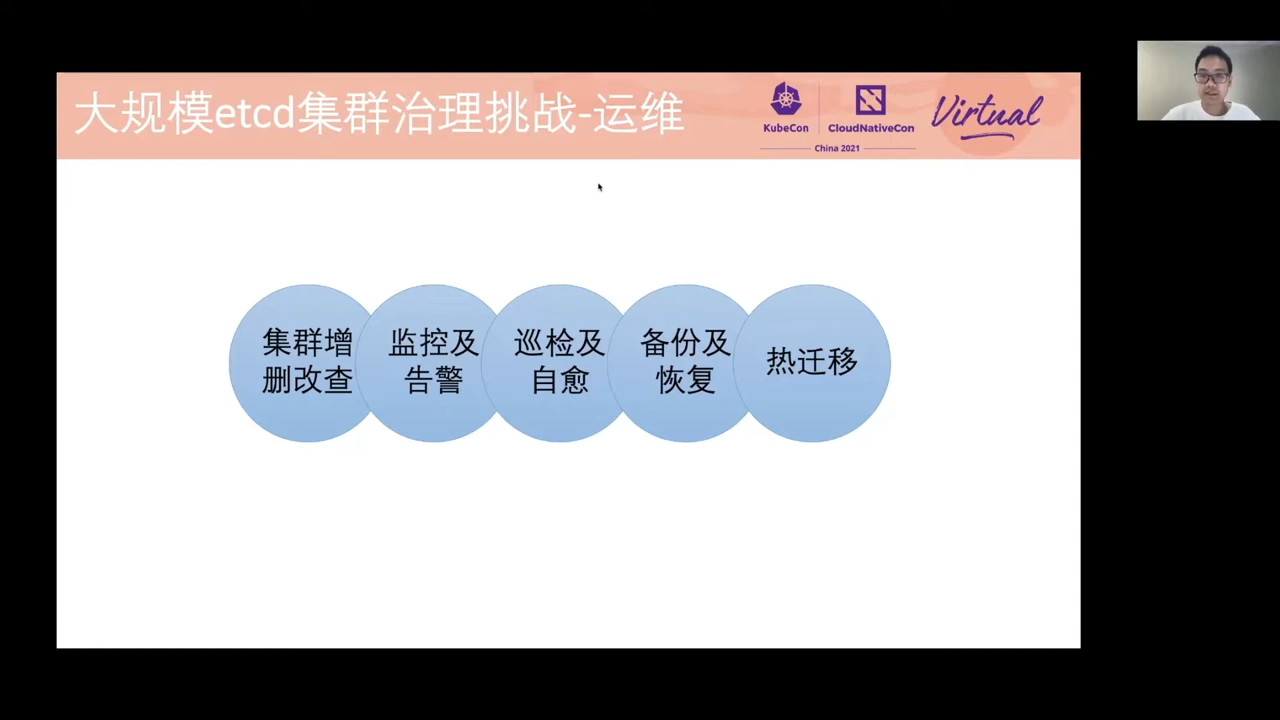 大规模etcd集群治理挑战-运维
KubeCon
CloudNativeCon
Virtual
China 2021
集群增
删改查
监控及
告警
巡检及
自愈
备份及
恢复
热迁移